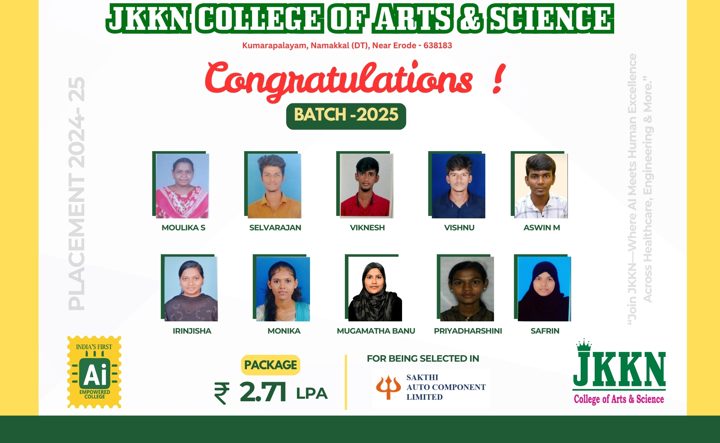 JKKN COLLEGE OF ARTS & SCIENCE
Kumarapalayam, Namakkal (DT), Near Erode - 638183
Congratulations !
BATCH -2025
PLACEMENT 2024- 25
"Join JKKN—Where AI Meets Human Excellence
Across Healthcare, Engineering & More."
MOULIKA S
SELVARAJAN
VIKNESH
VISHNU
ASWIN M
IRINJISHA
MONIKA
MUGAMATHA BANU
PRIYADHARSHINI
SAFRIN
INDIA'S FIRST
Ai
EMPOWERED
COLLEGE
PACKAGE
₹ 2.71 LPA
FOR BEING SELECTED IN
SAKTHI
AUTO COMPONENT
LIMITED
JKKN
College of Arts & Science